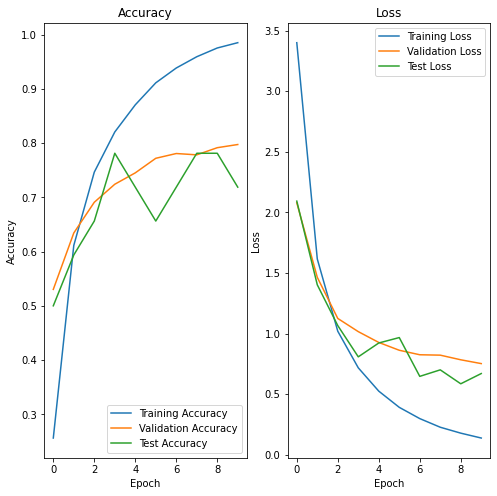 Accuracy
1.0
0.9
0.8
0.7
0.6
0.5
0.4
0.3
Accuracy
0
2
4
6
8
Epoch
Training Accuracy
Validation Accuracy
Test Accuracy
Loss
3.5
3.0
2.5
2.0
1.5
1.0
0.5
0.0
Loss
0
2
4
6
8
Epoch
Training Loss
Validation Loss
Test Loss